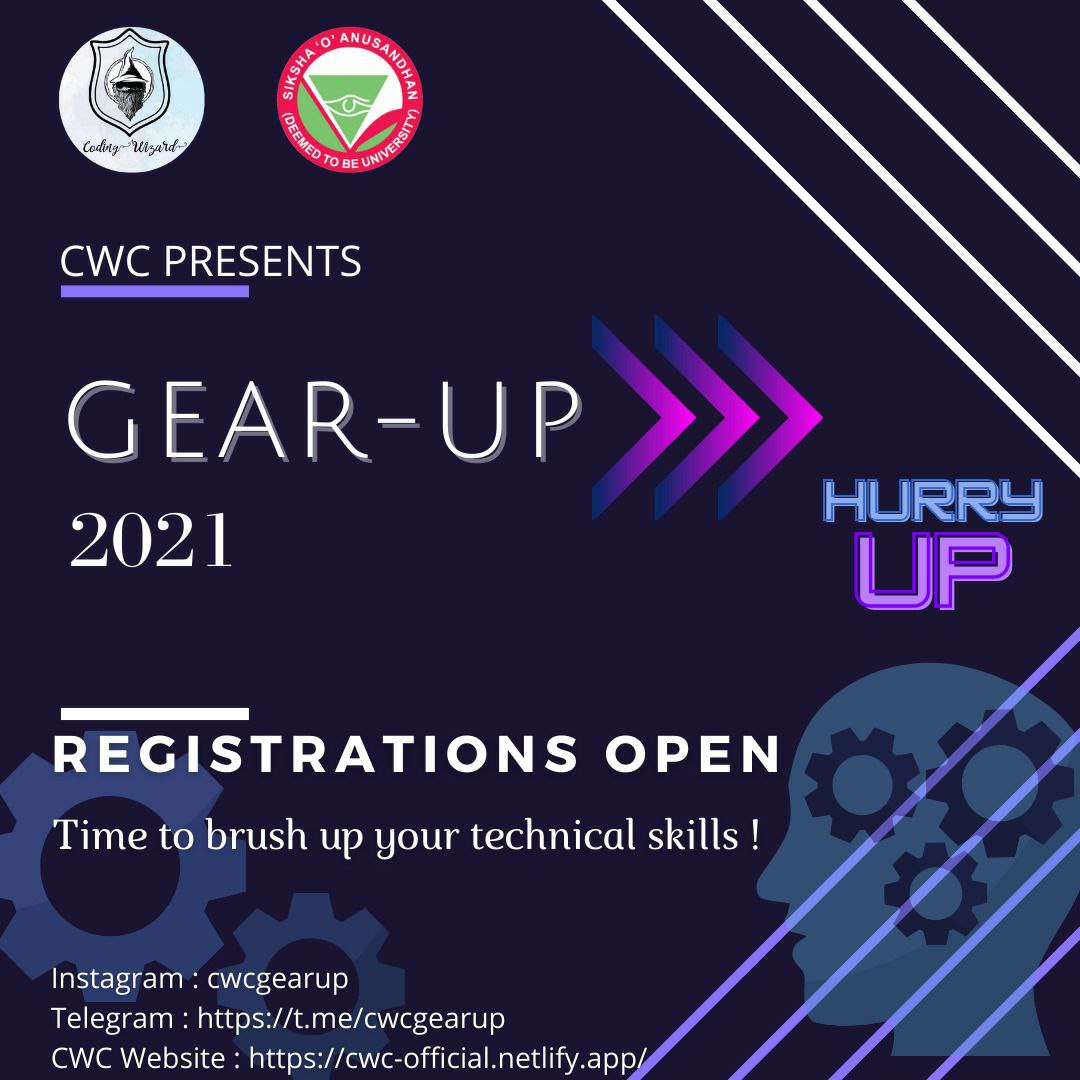 Coding Wizard
SIKSHA 'O' ANUSANDHAN
(DEEMED TO BE UNIVERSITY)
CWC PRESENTS
GEAR-UP
2021
HURRY
UP
REGISTRATIONS OPEN
Time to brush up your technical skills !
Instagram : cwcgearup
Telegram : https://t.me/cwcgearup
CWC Website : https://cwc-official.netlify.app/